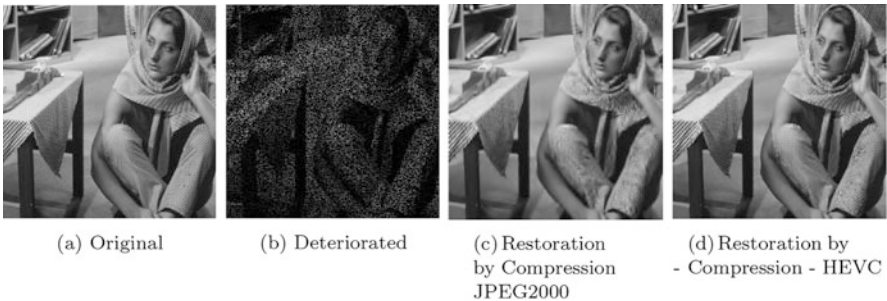 (a) Original
(b) Deteriorated
(c) Restoration
by Compression
JPEG2000
(d) Restoration by
- Compression - HEVC